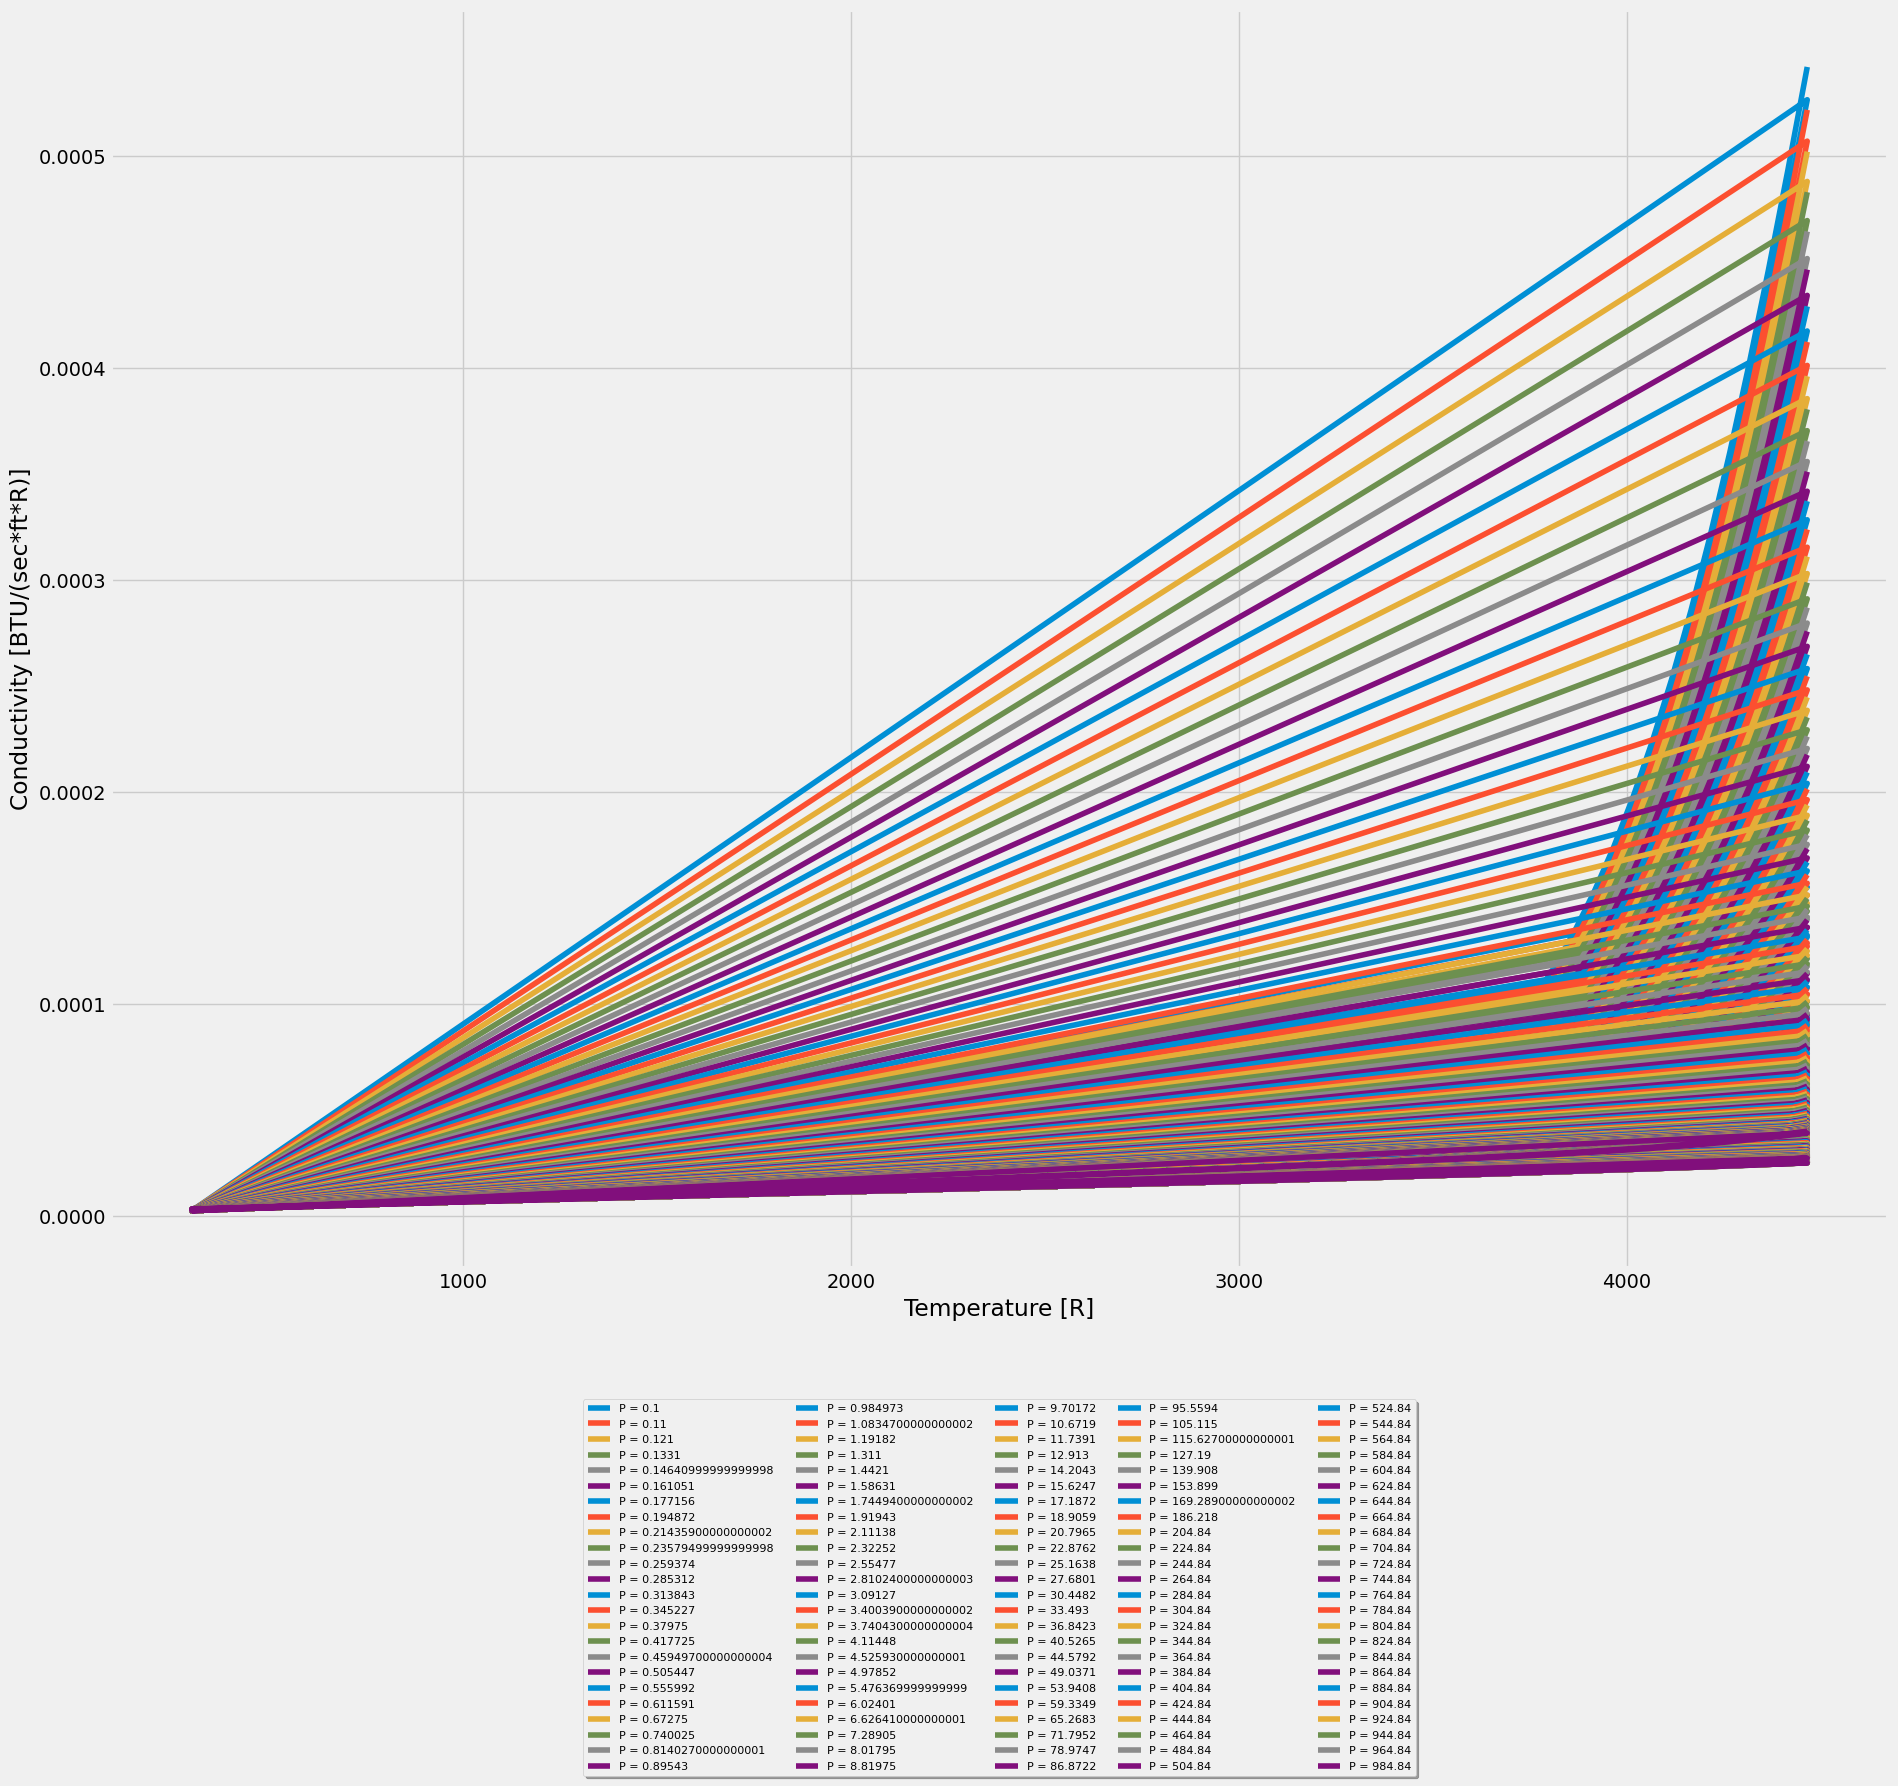 0.0005
0.0004
0.0003
0.0002
0.0001
0.0000
Conductivity [BTU/(sec*ft*R)]
1000 2000 3000 4000
Temperature [R]
P = 0.1
P = 0.11
P = 0.121
P = 0.1331
P = 0.14640999999999998
P = 0.161051
P = 0.177156
P = 0.194872
P = 0.21435900000000002
P = 0.23579499999999998
P = 0.259374
P = 0.285312
P = 0.313843
P = 0.345227
P = 0.37975
P = 0.417725
P = 0.45949700000000004
P = 0.505447
P = 0.555992
P = 0.611591
P = 0.67275
P = 0.740025
P = 0.8140270000000001
P = 0.89543
P = 0.984973
P = 1.0834700000000002
P = 1.19182
P = 1.311
P = 1.4421
P = 1.58631
P = 1.7449400000000002
P = 1.91943
P = 2.11138
P = 2.32252
P = 2.55477
P = 2.8102400000000003
P = 3.09127
P = 3.4003900000000002
P = 3.7404300000000004
P = 4.11448
P = 4.525930000000001
P = 4.97852
P = 5.476369999999999
P = 6.02401
P = 6.626410000000001
P = 7.28905
P = 8.01795
P = 8.81975
P = 9.70172
P = 10.6719
P = 11.7391
P = 12.913
P = 14.2043
P = 15.6247
P = 17.1872
P = 18.9059
P = 20.7965
P = 22.8762
P = 25.1638
P = 27.6801
P = 30.4482
P = 33.493
P = 36.8423
P = 40.5265
P = 44.5792
P = 49.0371
P = 53.9408
P = 59.3349
P = 65.2683
P = 71.7952
P = 78.9747
P = 86.8722
P = 95.5594
P = 105.115
P = 115.62700000000001
P = 127.19
P = 139.908
P = 153.899
P = 169.28900000000002
P = 186.218
P = 204.84
P = 224.84
P = 244.84
P = 264.84
P = 284.84
P = 304.84
P = 324.84
P = 344.84
P = 364.84
P = 384.84
P = 404.84
P = 424.84
P = 444.84
P = 464.84
P = 484.84
P = 504.84
P = 524.84
P = 544.84
P = 564.84
P = 584.84
P = 604.84
P = 624.84
P = 644.84
P = 664.84
P = 684.84
P = 704.84
P = 724.84
P = 744.84
P = 764.84
P = 784.84
P = 804.84
P = 824.84
P = 844.84
P = 864.84
P = 884.84
P = 904.84
P = 924.84
P = 944.84
P = 964.84
P = 984.84